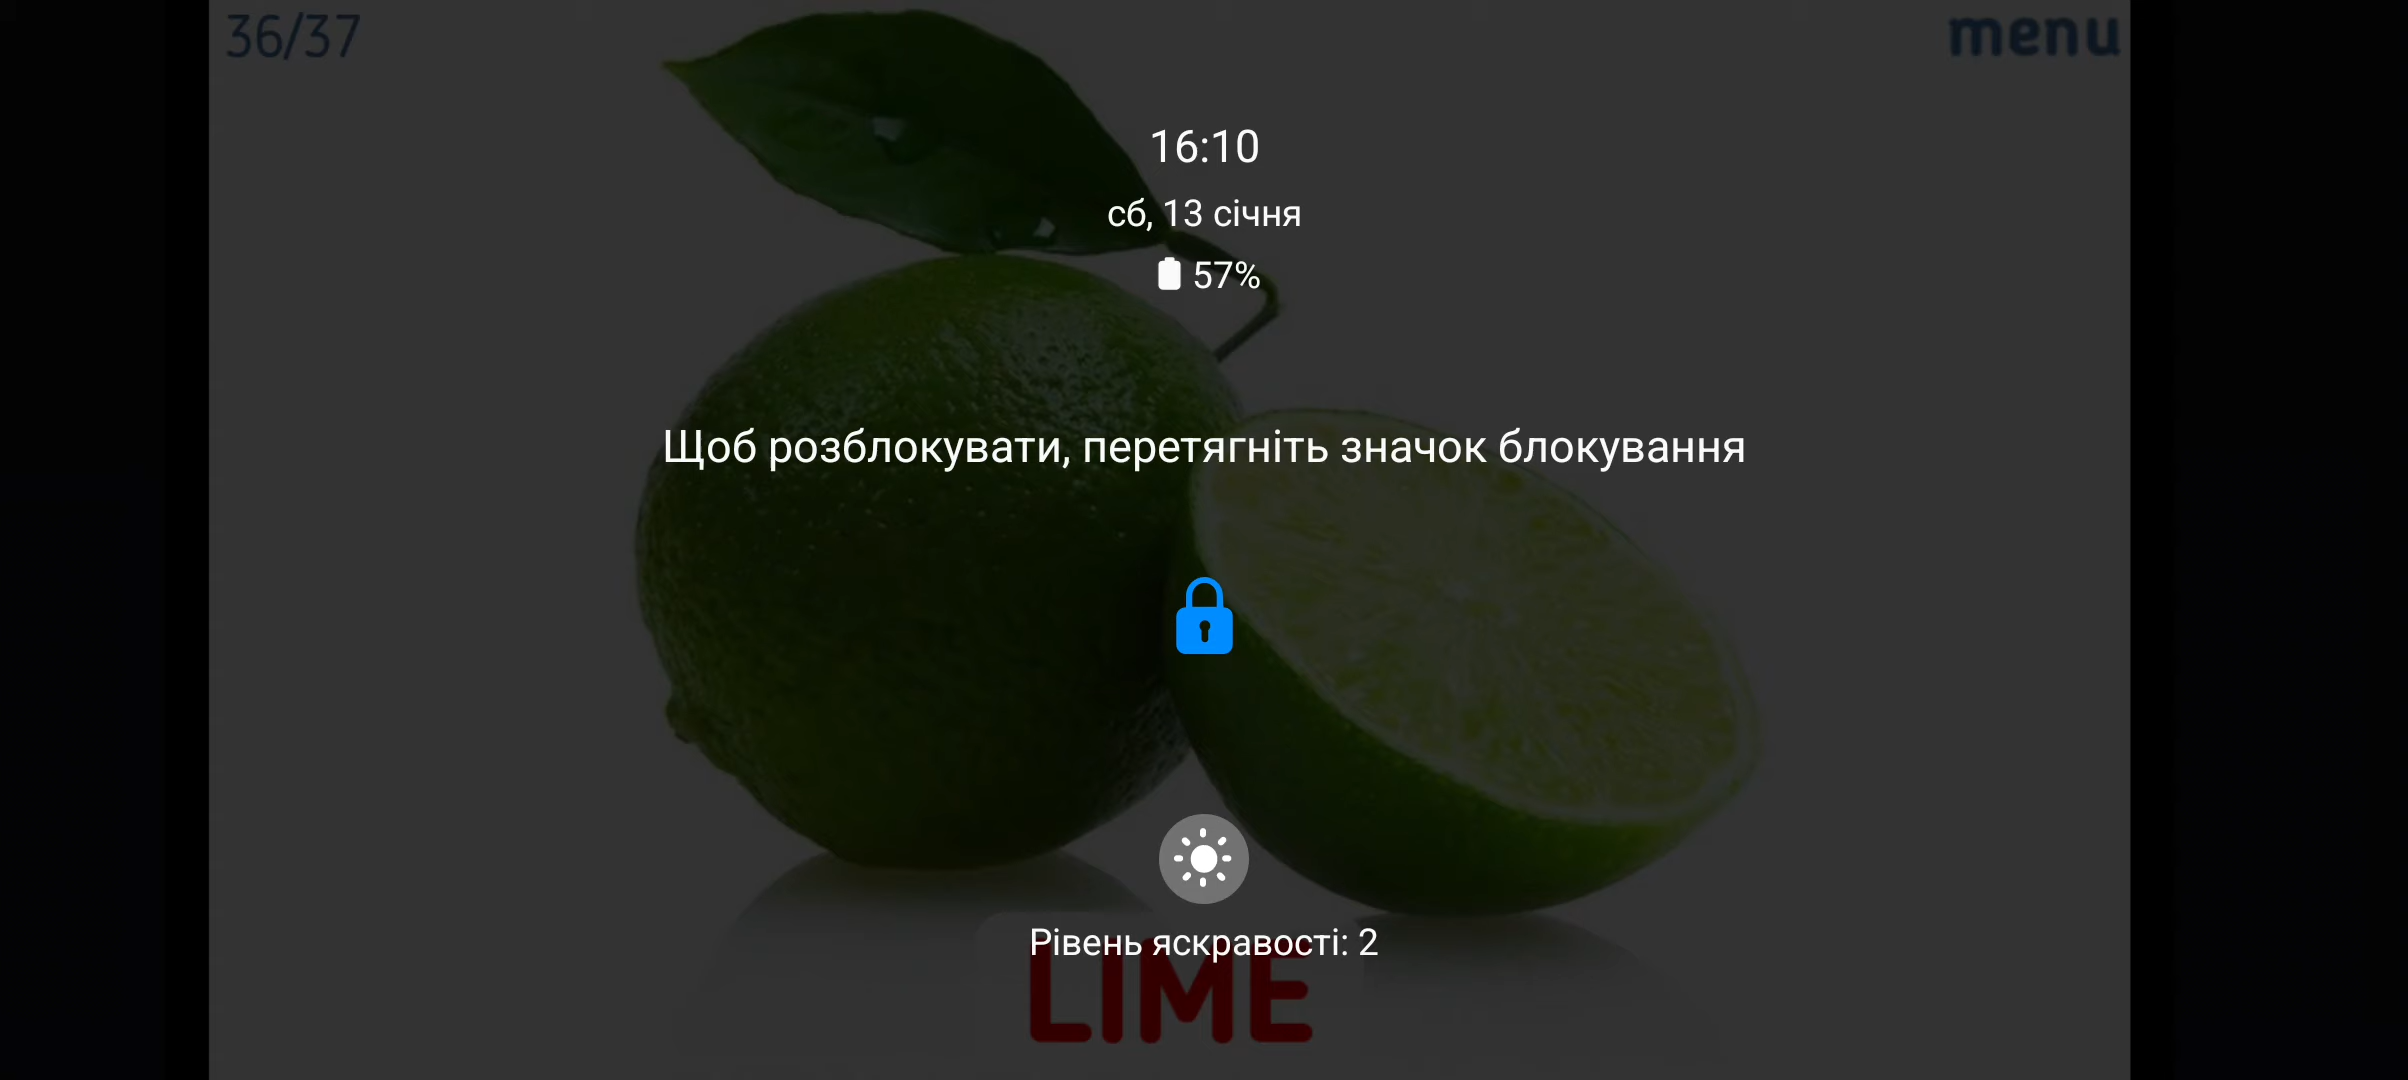 36/37
menu
16:10
сб, 13 січня
57%
Щоб розблокувати, перетягніть значок блокування
Рівень яскравості: 2
LIME